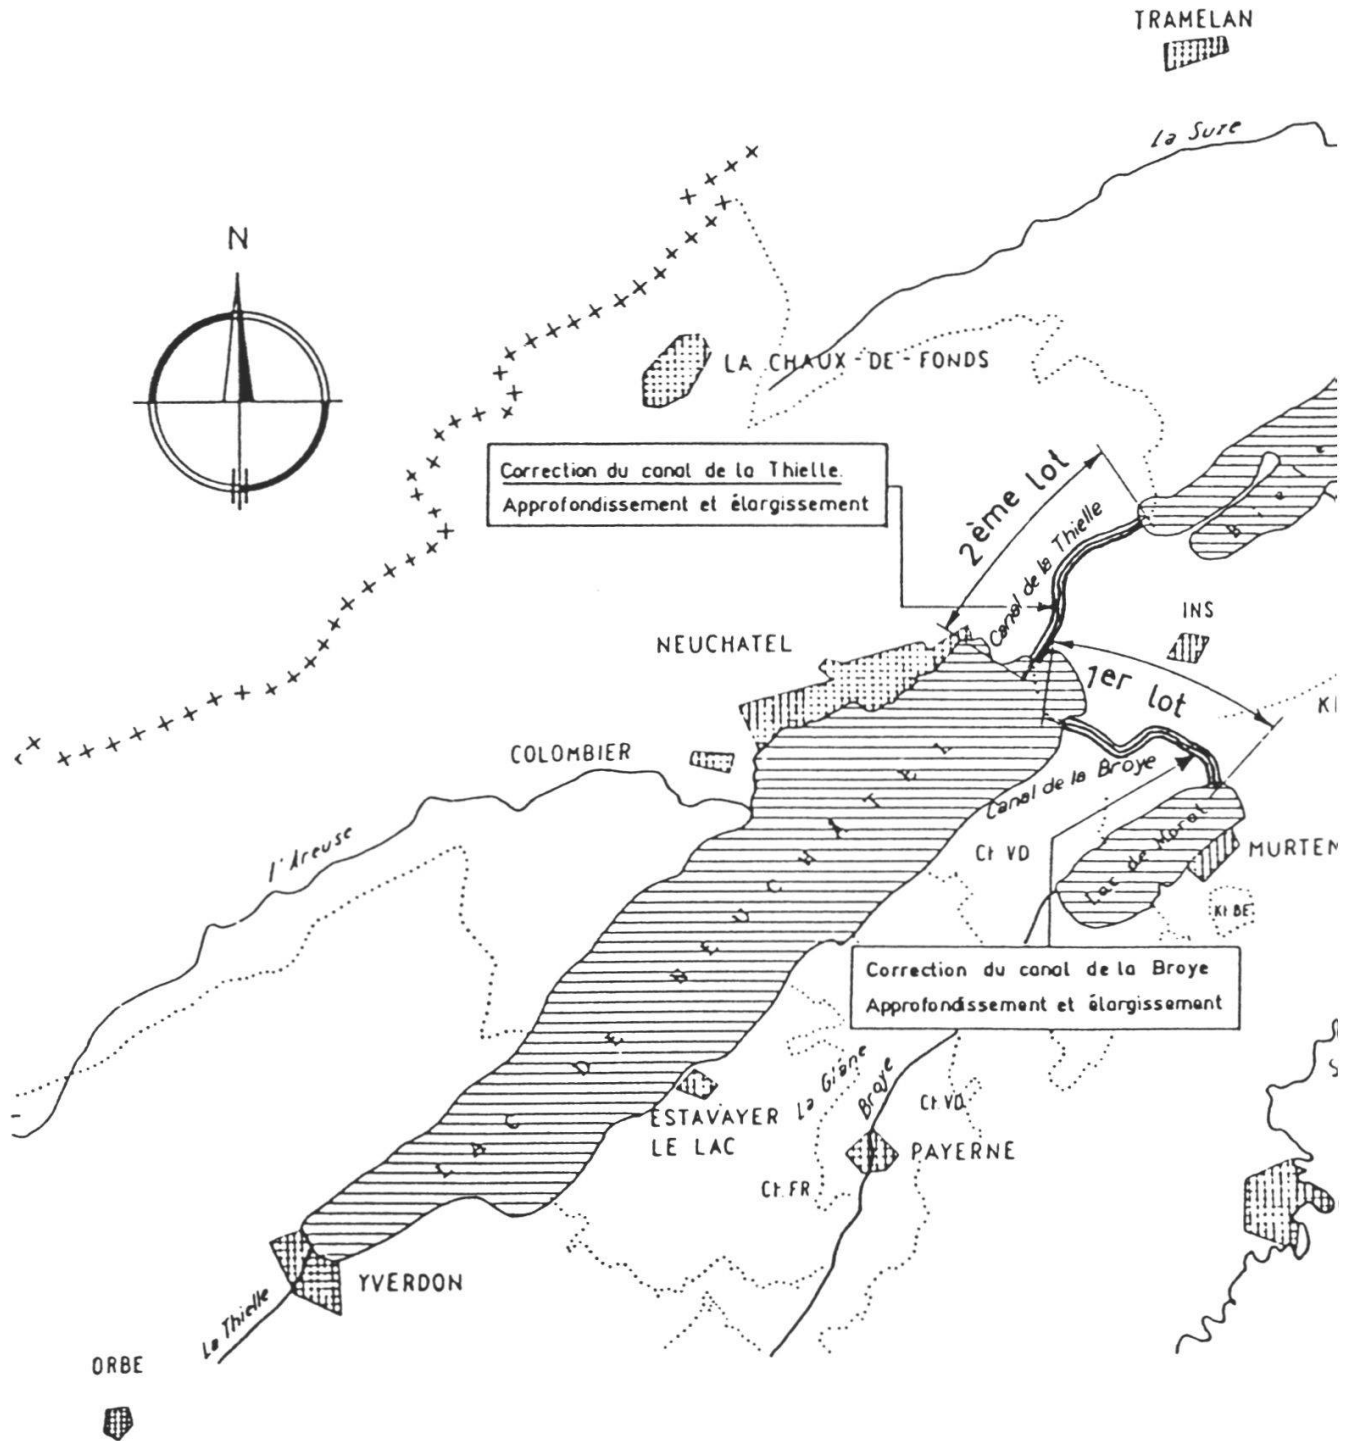 TRAMELAN
La Suze
N
LA CHAUX-DE-FONDS
Correction du canal de la Thielle.
Approfondissement et élargissement
2ème lot
Canal de la Thielle
INS
NEUCHATEL
1er lot
COLOMBIER
Canal de la Broye
l'Areuse
Ct. VD
Lac de Morat
Kt.BE
LAC DE NEUCHATEL
Correction du canal de la Broye
Approfondissement et élargissement
La Glâne
Broye
Ct.VD
ESTAVAYER
LE LAC
PAYERNE
Ct.FR
YVERDON
La Thielle
ORBE